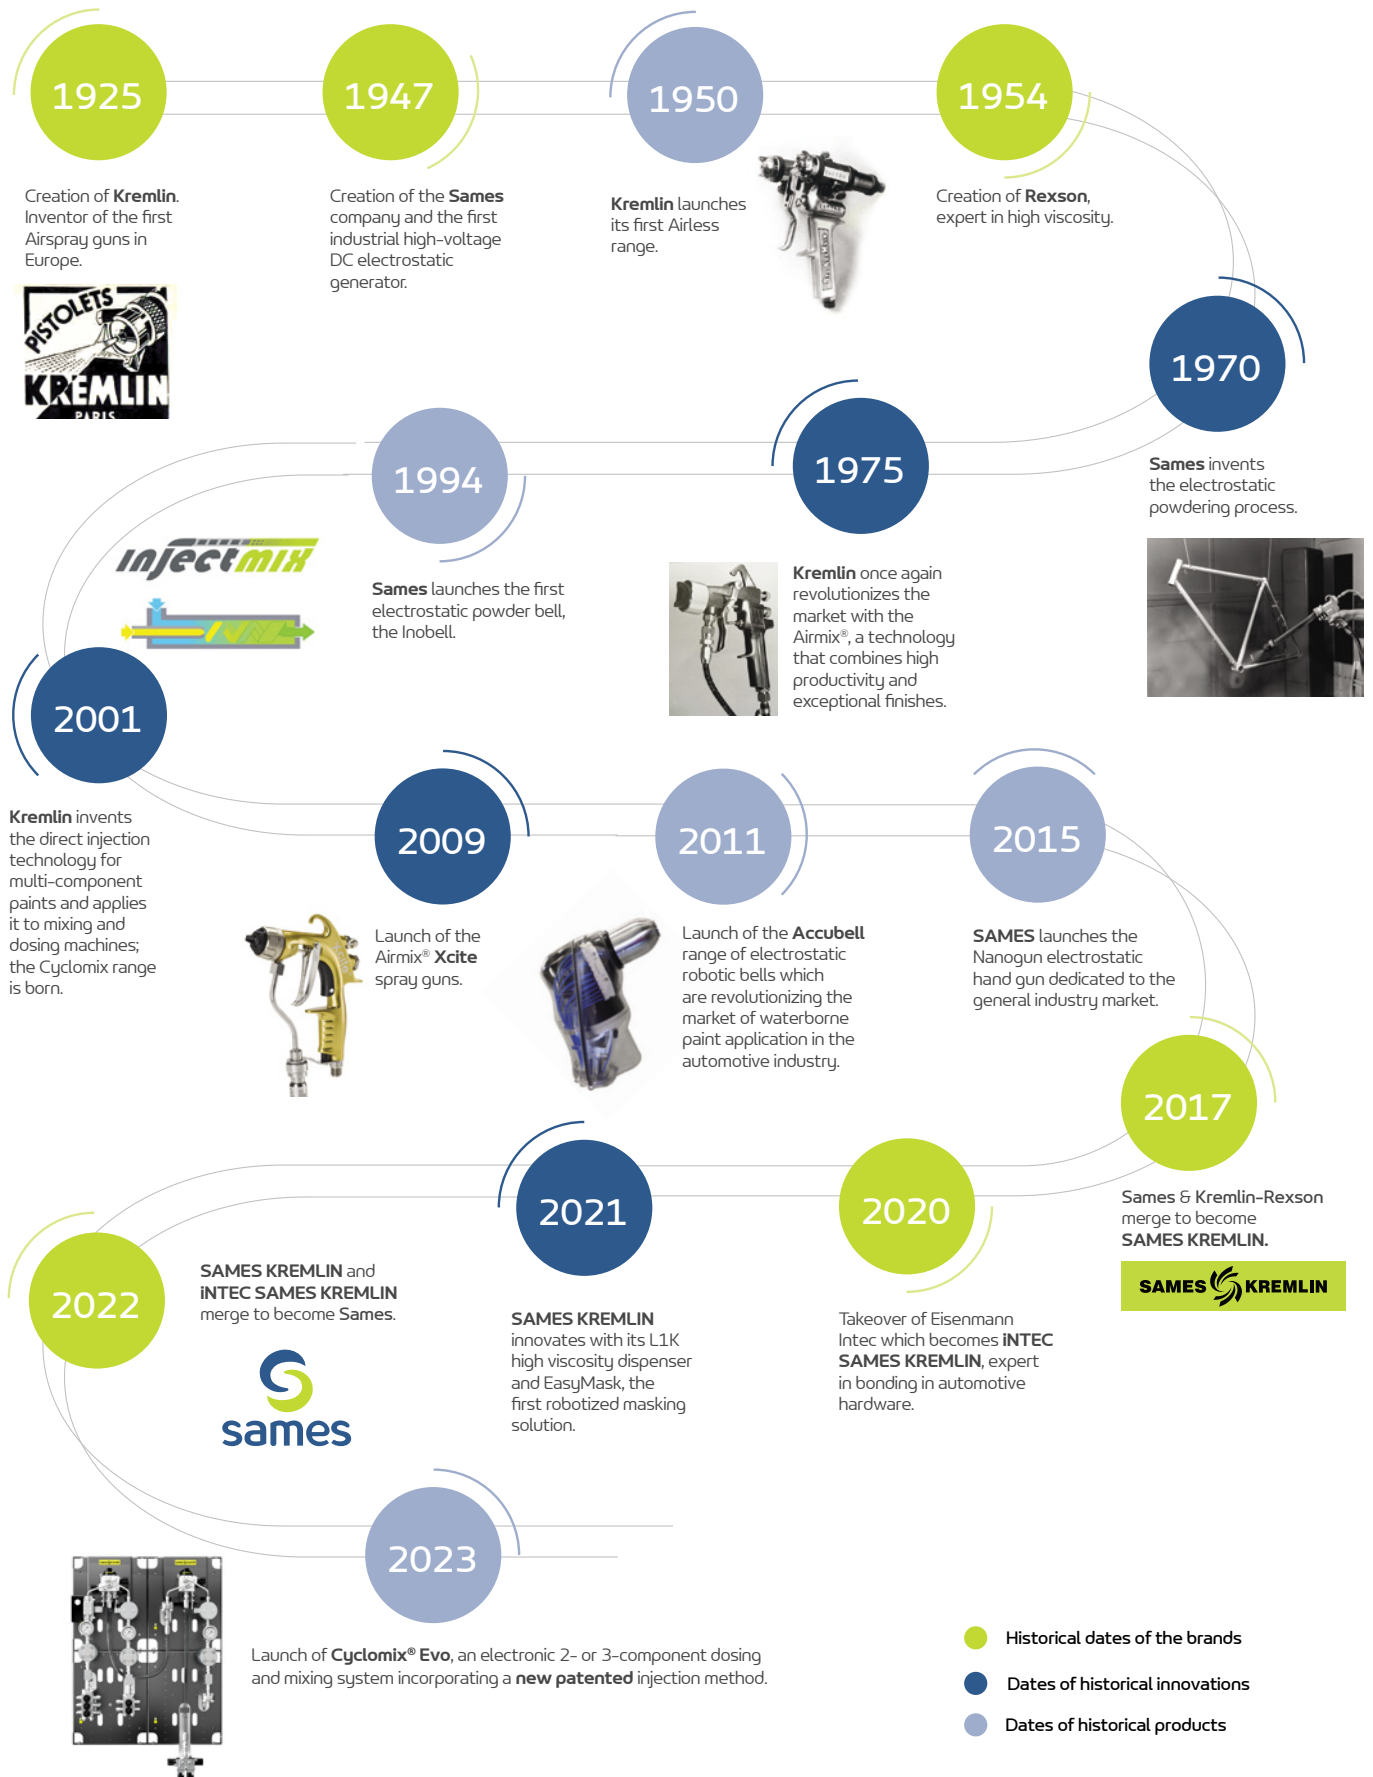 1925
Creation of Kremlin.
Inventor of the first
Airspray guns in
Europe.
PISTOLETS
KREMLIN
PARIS
1947
Creation of the Sames
company and the first
industrial high-voltage
DC electrostatic
generator.
1950
Kremlin launches
its first Airless
range.
KREMLIN
1954
Creation of Rexson,
expert in high viscosity.
1970
Sames invents
the electrostatic
powdering process.
1975
Kremlin once again
revolutionizes the
market with the
Airmix®, a technology
that combines high
productivity and
exceptional finishes.
1994
Sames launches the first
electrostatic powder bell,
the Inobell.
injectmix
2001
Kremlin invents
the direct injection
technology for
multi-component
paints and applies
it to mixing and
dosing machines;
the Cyclomix range
is born.
2009
Launch of the
Airmix® Xcite
spray guns.
2011
Launch of the Accubell
range of electrostatic
robotic bells which
are revolutionizing the
market of waterborne
paint application in the
automotive industry.
2015
SAMES launches the
Nanogun electrostatic
hand gun dedicated to the
general industry market.
2017
Sames & Kremlin-Rexson
merge to become
SAMES KREMLIN.
SAMES KREMLIN
2020
Takeover of Eisenmann
Intec which becomes iNTEC
SAMES KREMLIN, expert
in bonding in automotive
hardware.
2021
SAMES KREMLIN
innovates with its L1K
high viscosity dispenser
and EasyMask, the
first robotized masking
solution.
2022
SAMES KREMLIN and
iNTEC SAMES KREMLIN
merge to become Sames.
sames
2023
Launch of Cyclomix® Evo, an electronic 2- or 3-component dosing
and mixing system incorporating a new patented injection method.
Historical dates of the brands
Dates of historical innovations
Dates of historical products